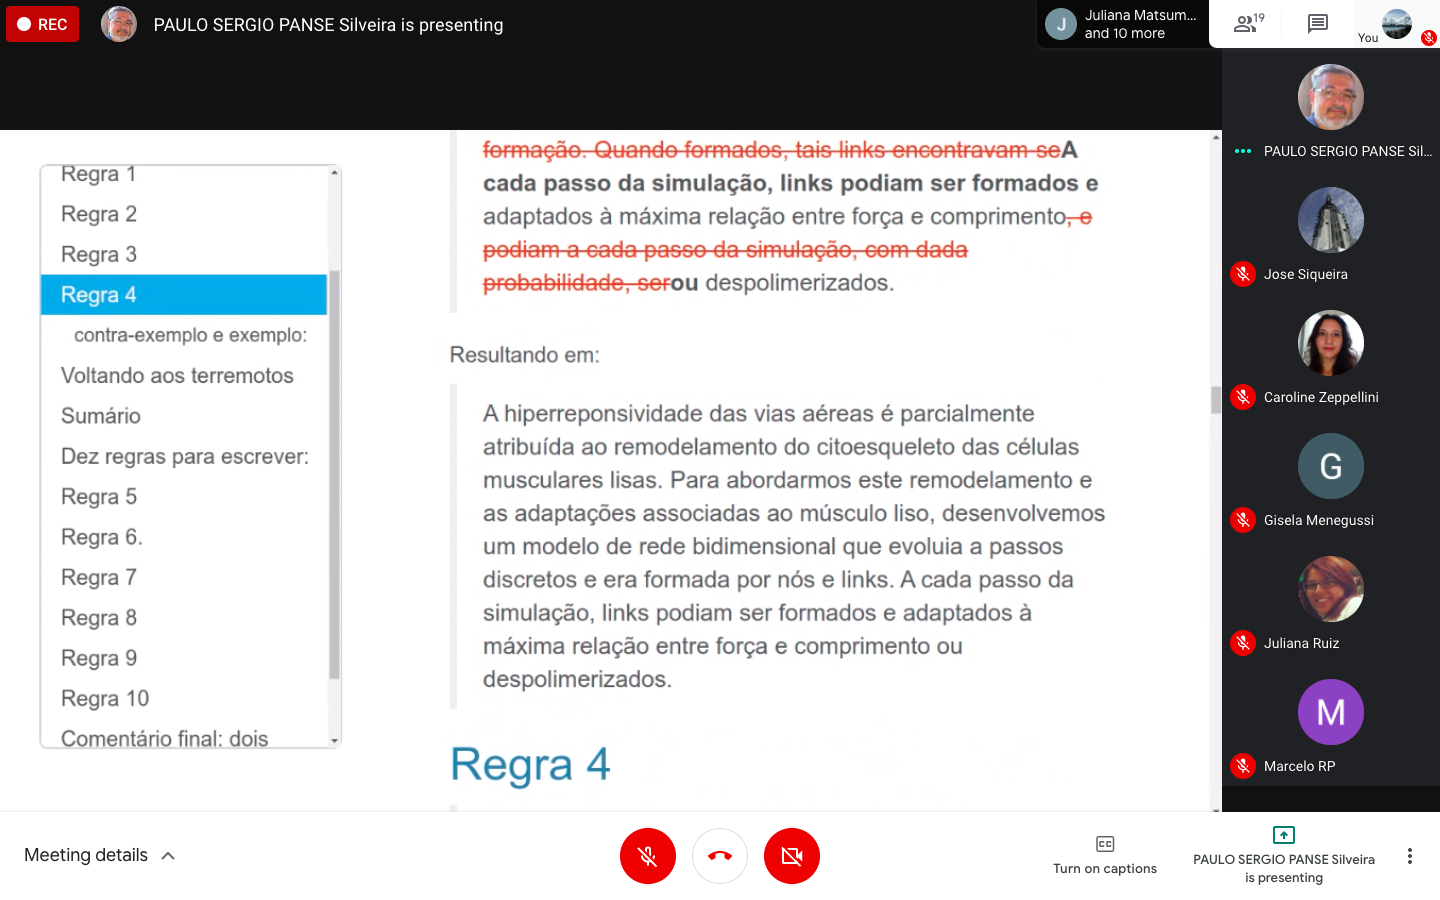 REC
PAULO SERGIO PANSE Silveira is presenting
J
Juliana Matsum...
and 10 more
19
You
Regra 1
Regra 2
Regra 3
Regra 4
contra-exemplo e exemplo:
Voltando aos terremotos
Sumário
Dez regras para escrever:
Regra 5
Regra 6.
Regra 7
Regra 8
Regra 9
Regra 10
Comentário final: dois
formação. Quando formados, tais links encontravam-seA
cada passo da simulação, links podiam ser formados e
adaptados à máxima relação entre força e comprimento, e
podiam a cada passo da simulação, com dada
probabilidade, serou despolimerizados.
Resultando em:
A hiperreponsividade das vias aéreas é parcialmente
atribuída ao remodelamento do citoesqueleto das células
musculares lisas. Para abordarmos este remodelamento e
as adaptações associadas ao músculo liso, desenvolvemos
um modelo de rede bidimensional que evoluia a passos
discretos e era formada por nós e links. A cada passo da
simulação, links podiam ser formados e adaptados à
máxima relação entre força e comprimento ou
despolimerizados.
Regra 4
PAULO SERGIO PANSE Sil...
Jose Siqueira
Caroline Zeppellini
G
Gisela Menegussi
Juliana Ruiz
M
Marcelo RP
Meeting details
CC
Turn on captions
PAULO SERGIO PANSE Silveira
is presenting